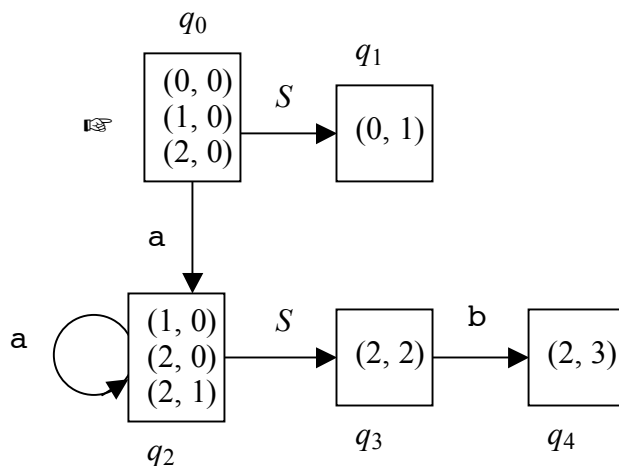 q0
q1
(0, 0)
(1, 0)
(2, 0)
S
(0, 1)
☞
a
a
(1, 0)
(2, 0)
(2, 1)
S
(2, 2)
b
(2, 3)
q2
q3
q4